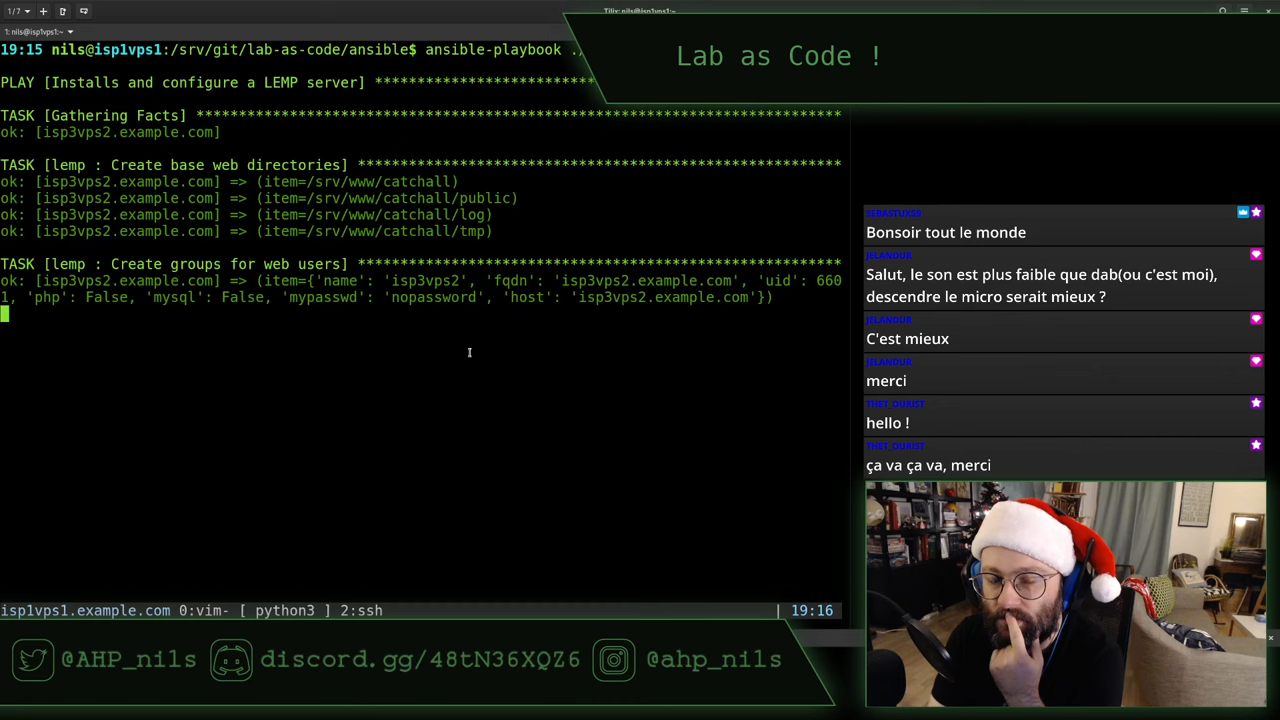 1/7
Tilix: nils@isp1vps1:~
1: nils@isp1vps1:~
19:15 nils@isp1vps1:/srv/git/lab-as-code/ansible$ ansible-playbook ./
Lab as Code !
PLAY [Installs and configure a LEMP server] **************************
TASK [Gathering Facts] ****************************************************************************
ok: [isp3vps2.example.com]
TASK [lemp : Create base web directories] *********************************************************
ok: [isp3vps2.example.com] => (item=/srv/www/catchall)
ok: [isp3vps2.example.com] => (item=/srv/www/catchall/public)
ok: [isp3vps2.example.com] => (item=/srv/www/catchall/log)
ok: [isp3vps2.example.com] => (item=/srv/www/catchall/tmp)
TASK [lemp : Create groups for web users] *********************************************************
ok: [isp3vps2.example.com] => (item={'name': 'isp3vps2', 'fqdn': 'isp3vps2.example.com', 'uid': 660
1, 'php': False, 'mysql': False, 'mypasswd': 'nopassword', 'host': 'isp3vps2.example.com'})
isp1vps1.example.com 0:vim- [ python3 ] 2:ssh | 19:16
Bonsoir tout le monde
JELANDUR
Salut, le son est plus faible que dab(ou c'est moi),
descendre le micro serait mieux ?
JELANDUR
C'est mieux
JELANDUR
merci
hello !
ça va ça va, merci
@AHP_nils discord.gg/48tN36XQZ6 @ahp_nils